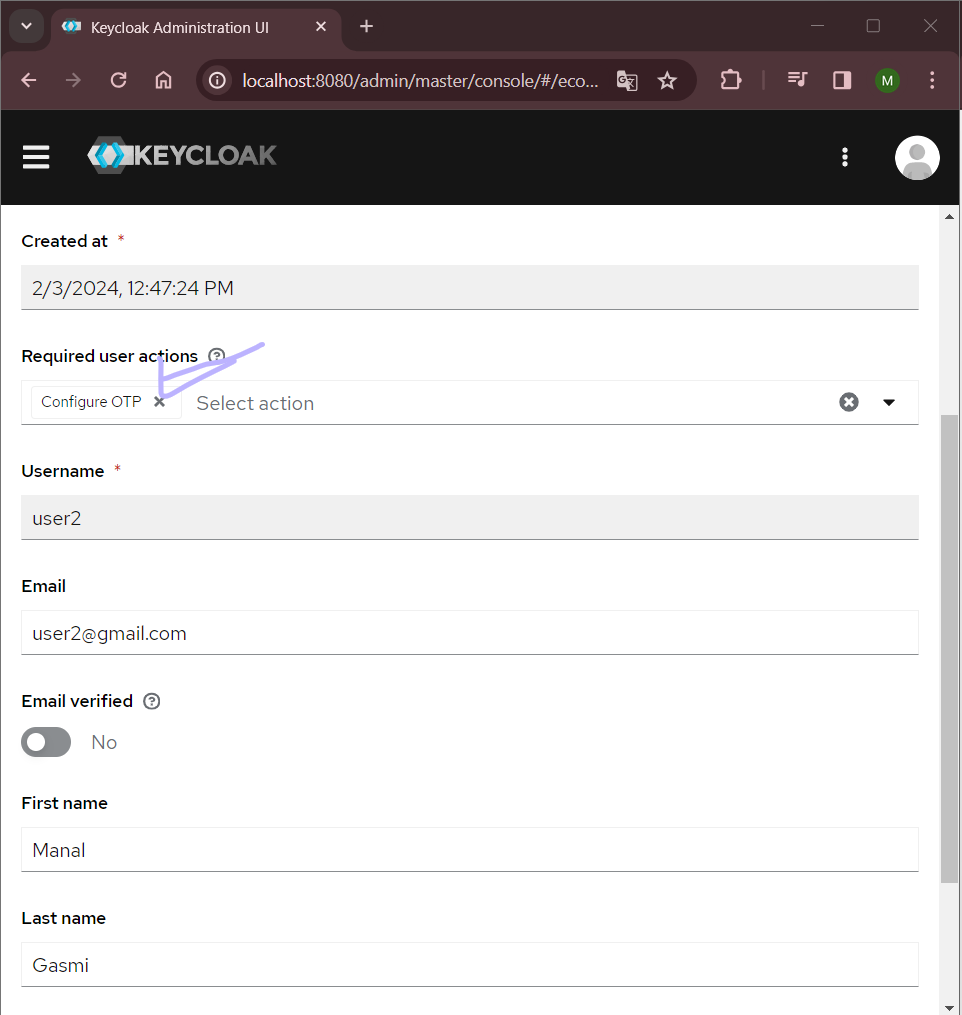 Keycloak Administration UI
localhost:8080/admin/master/console/#/eco...
M
KEYCLOAK
Created at *
2/3/2024, 12:47:24 PM
Required user actions
Configure OTP Select action
Username *
user2
Email
user2@gmail.com
Email verified
No
First name
Manal
Last name
Gasmi